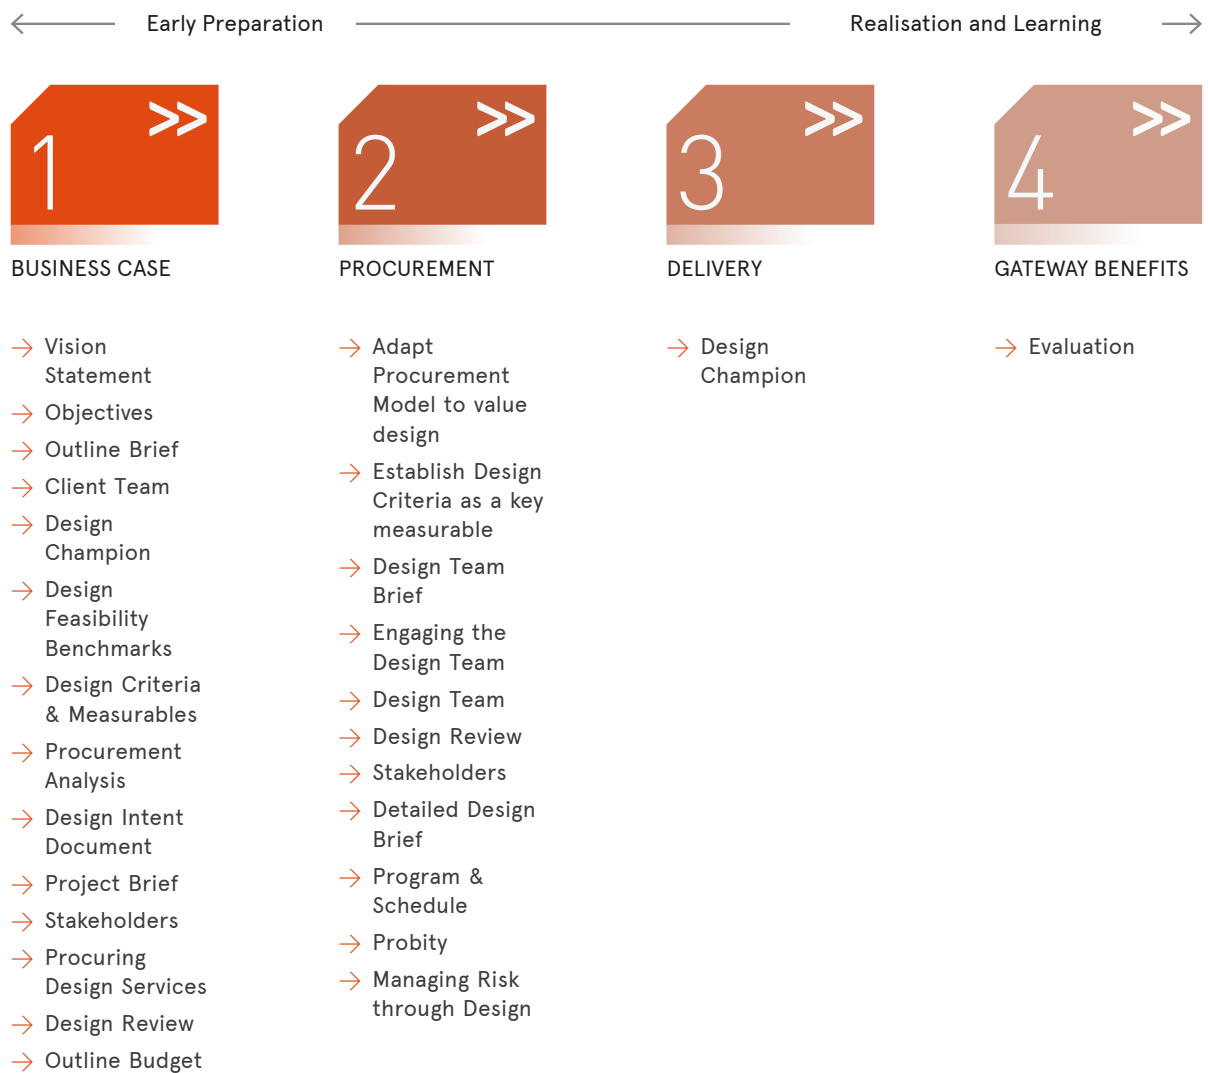 Early Preparation
Realisation and Learning
1
BUSINESS CASE
Vision
Statement
Objectives
Outline Brief
Client Team
Design
Champion
Design
Feasibility
Benchmarks
Design Criteria
& Measurables
Procurement
Analysis
Design Intent
Document
Project Brief
Stakeholders
Procuring
Design Services
Design Review
Outline Budget
2
PROCUREMENT
Adapt
Procurement
Model to value
design
Establish Design
Criteria as a key
measurable
Design Team
Brief
Engaging the
Design Team
Design Team
Design Review
Stakeholders
Detailed Design
Brief
Program &
Schedule
Probity
Managing Risk
through Design
3
DELIVERY
Design
Champion
4
GATEWAY BENEFITS
Evaluation